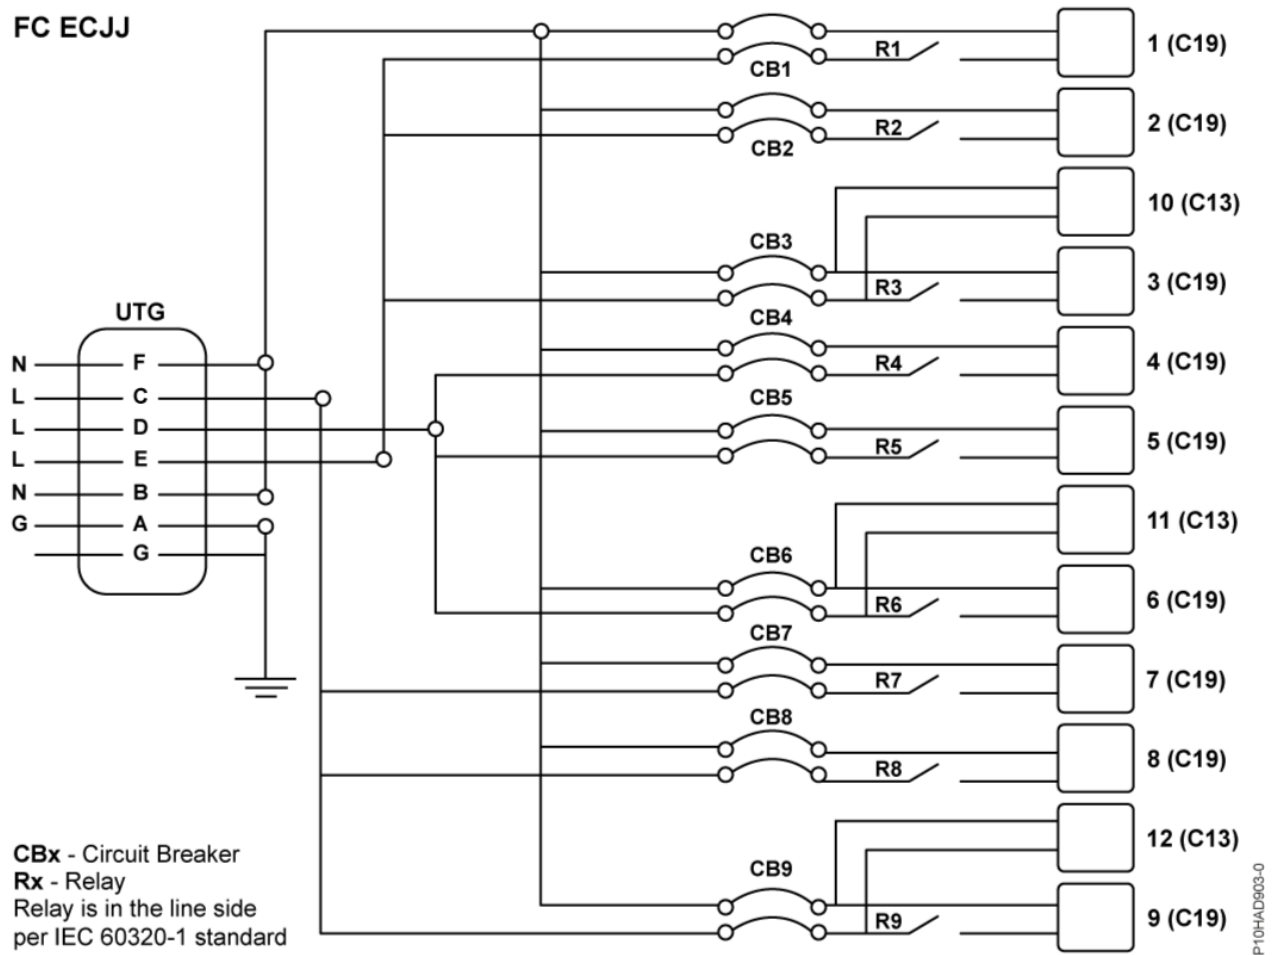 FC ECJJ
R1
1 (C19)
CB1
R2
2 (C19)
CB2
10 (C13)
CB3
R3
3 (C19)
UTG
CB4
N
F
R4
4 (C19)
L
C
CB5
L
D
R5
5 (C19)
L
E
N
B
G
A
11 (C13)
G
CB6
R6
6 (C19)
CB7
R7
7 (C19)
CB8
R8
8 (C19)
12 (C13)
CB9
R9
9 (C19)
CBx - Circuit Breaker
Rx - Relay
Relay is in the line side
per IEC 60320-1 standard
P10HAD903-0